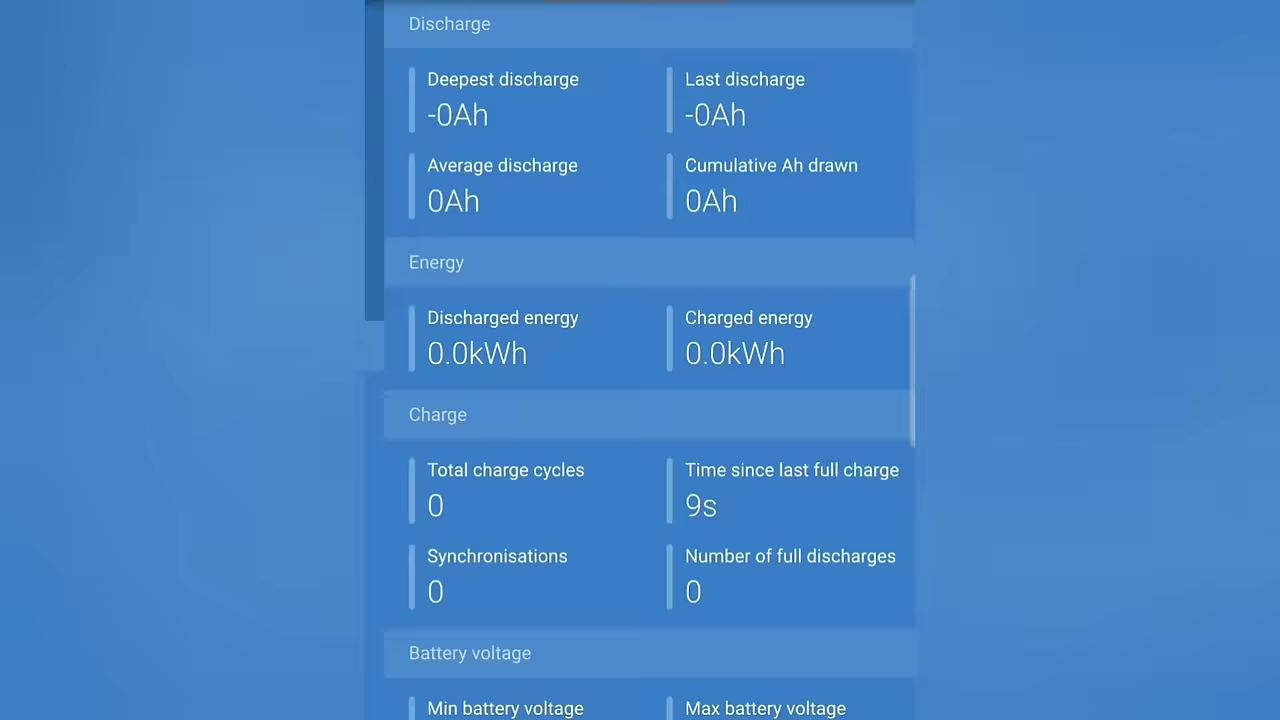 Discharge
Deepest discharge
Last discharge
-0Ah
-0Ah
Average discharge
Cumulative Ah drawn
0Ah
0Ah
Energy
Discharged energy
Charged energy
0.0kWh
0.0kWh
Charge
Total charge cycles
Time since last full charge
0
9s
Synchronisations
Number of full discharges
0
0
Battery voltage
Min battery voltage
Max battery voltage